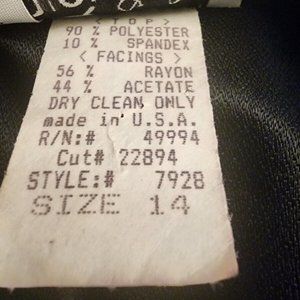 < TOP >
90 % POLYESTER
10 % SPANDEX
< FACINGS >
56 % RAYON
44 % ACETATE
DRY CLEAN ONLY
made in U.S.A.
R/N:# 49994
Cut# 22894
STYLE:# 7928
SIZE 14